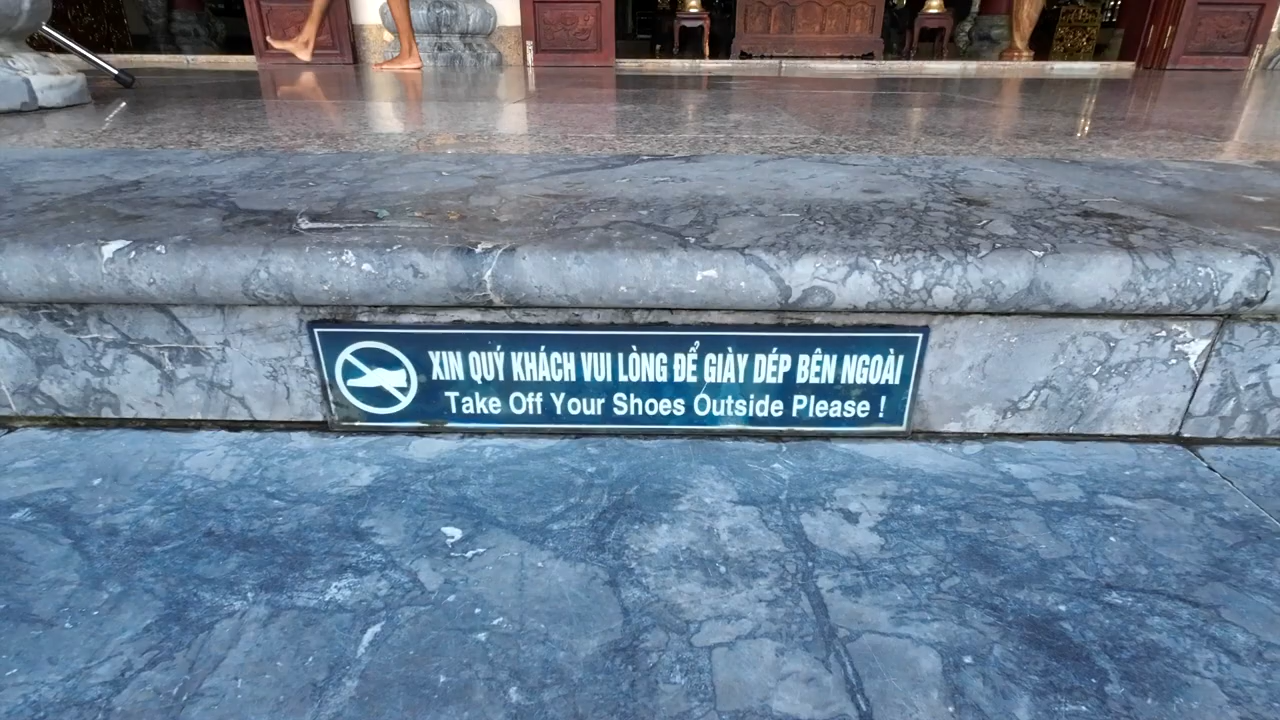 XIN QUÝ KHÁCH VUI LÒNG ĐỂ GIÀY DÉP BÊN NGOÀI
Take Off Your Shoes Outside Please !